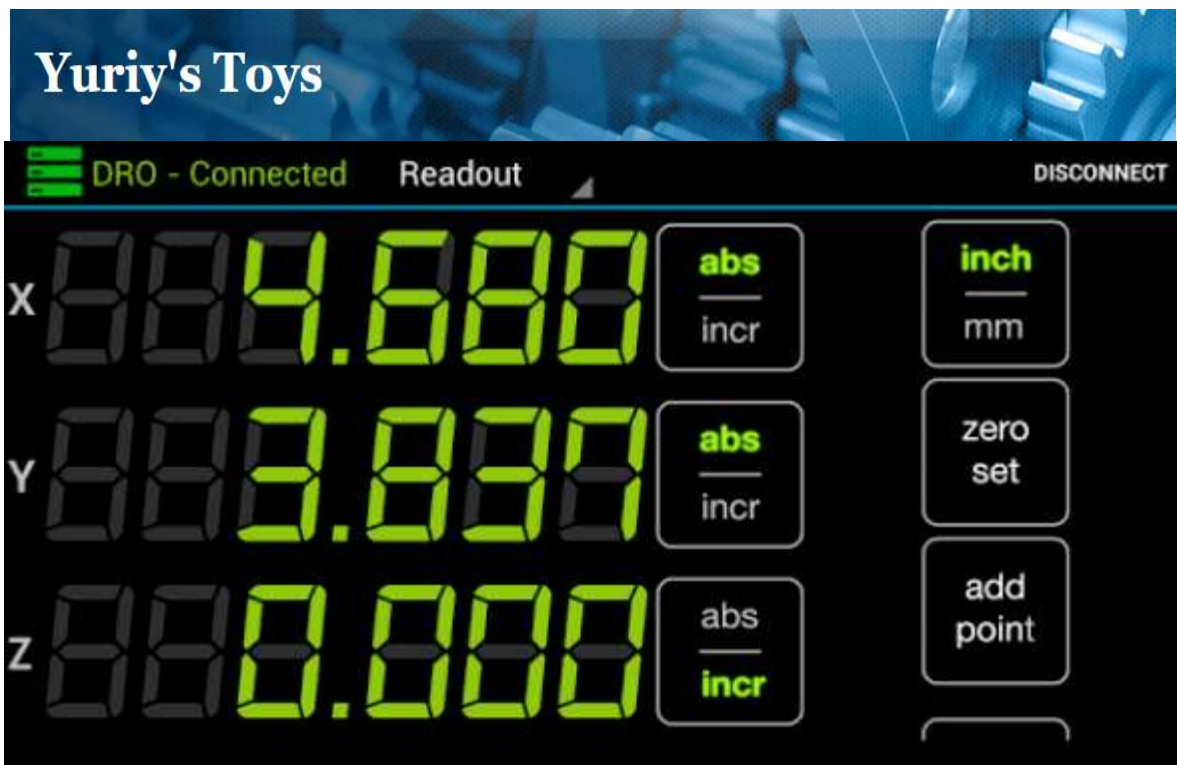 Yuriy's Toys
DRO - Connected Readout DISCONNECT
X 4.680 abs incr inch mm
Y 3.837 abs incr zero set
Z 0.000 abs incr add point